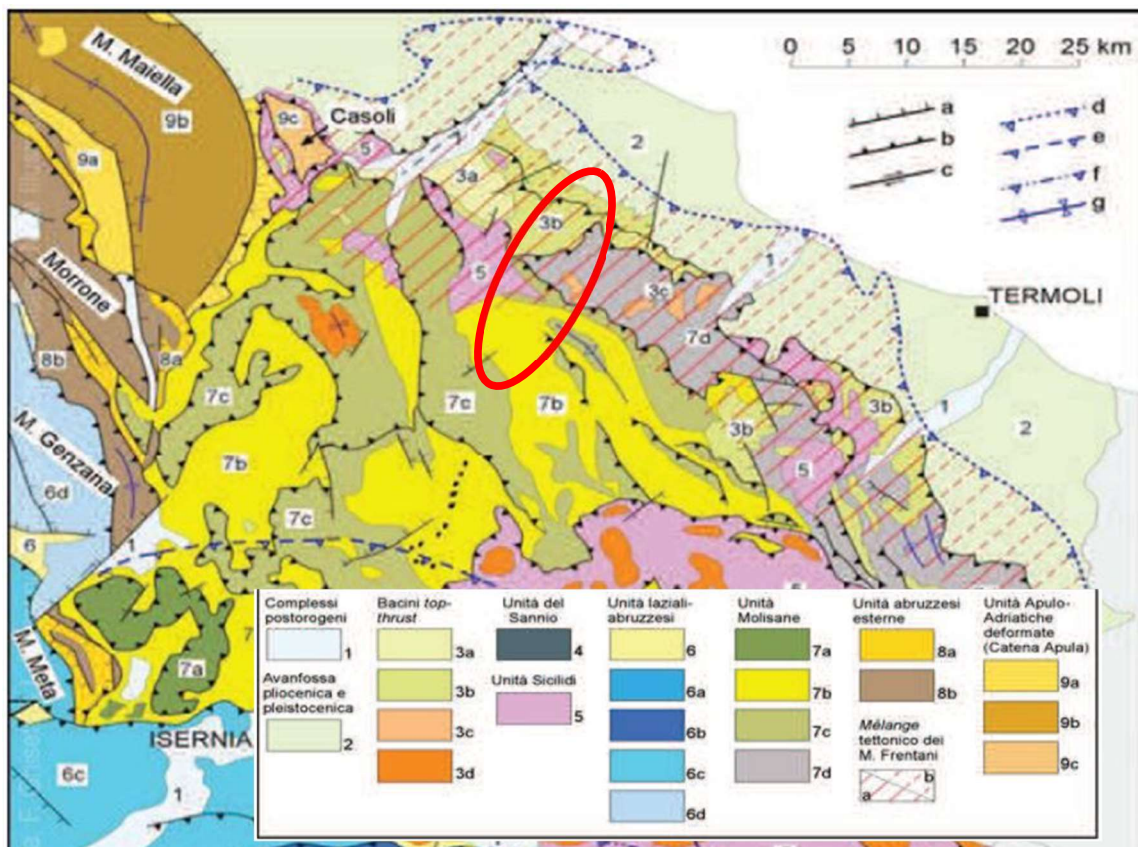 M. Maiella
9b
9a
9c
Casoli
5
1
3a
2
0 5 10 15 20 25 km
a
b
c
d
e
f
g
3b
5
3c
1
TERMOLI
7d
Morrone
8b
8a
7c
7b
7c
7b
3b
3b
1
2
5
M. Genzana
6d
7b
7c
6
1
M. Meta
7a
ISERNIA
6c
1
Complessi
postorogeni
1
Avanfossa
pliocenica e
pleistocenica
2
Bacini top-
thrust
3a
3b
3c
3d
Unità del
Sannio
4
Unità Sicilidi
5
Unità laziali-
abruzzesi
6
6a
6b
6c
6d
Unità
Molisane
7a
7b
7c
7d
Unità abruzzesi
esterne
8a
8b
Mélange
tettonico dei
M. Frentani
a b
Unità Apulo-
Adriatiche
deformate
(Catena Apula)
9a
9b
9c